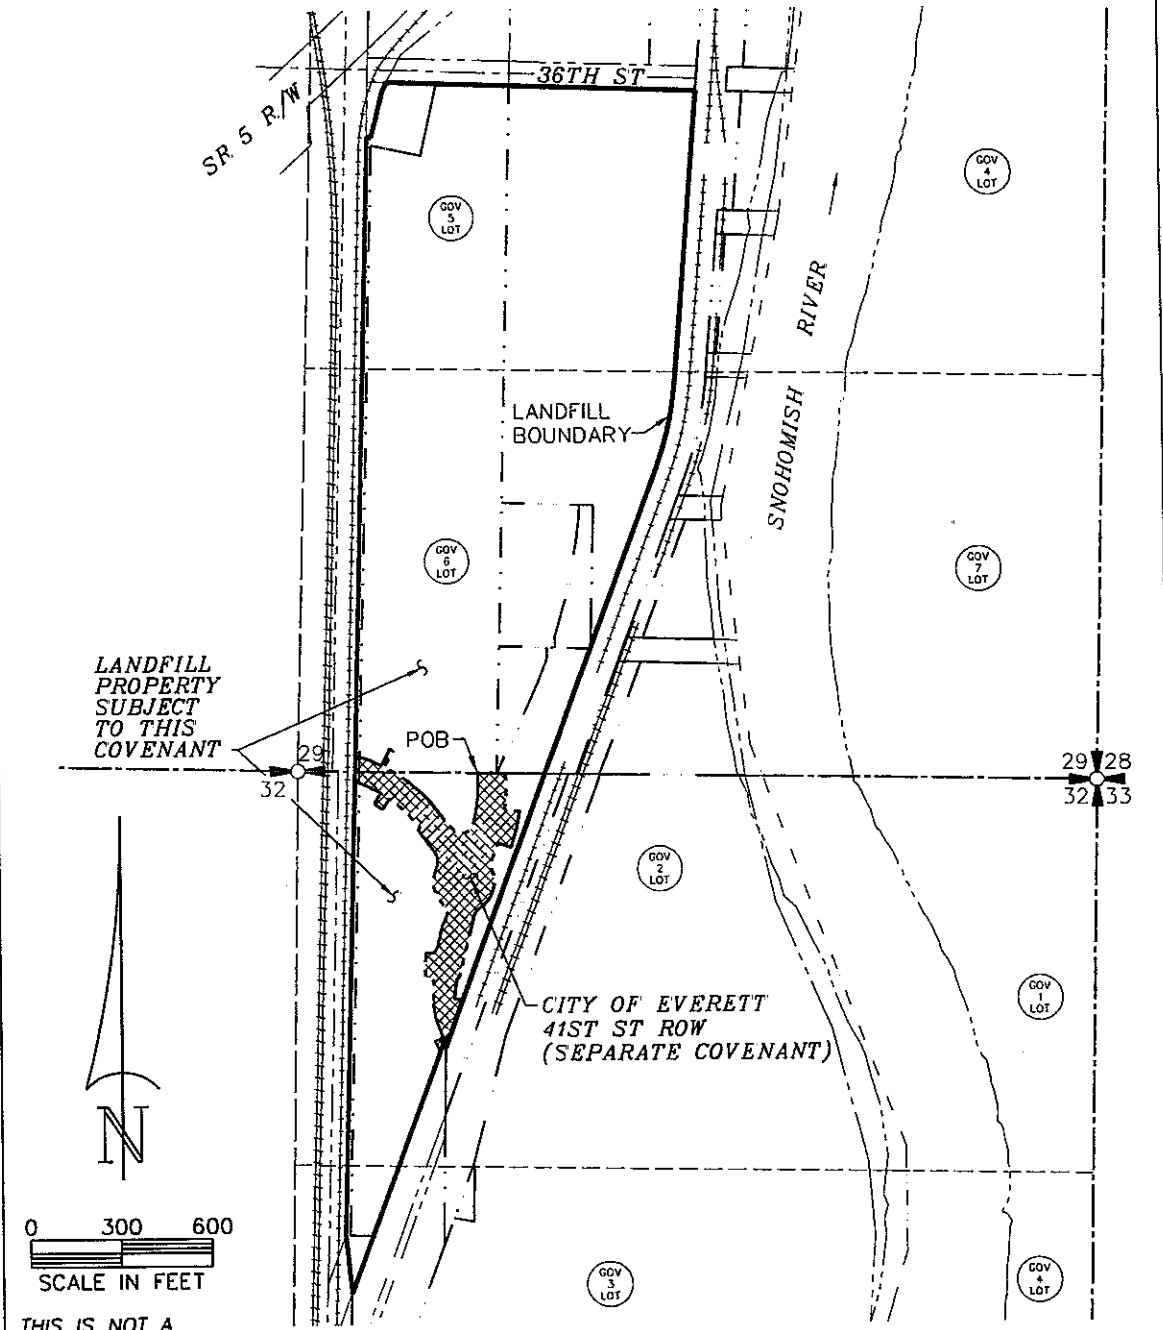 36TH ST
SR 5 R/W
GOV
4
LOT
GOV
5
LOT
SNOHOMISH RIVER
LANDFILL
BOUNDARY
GOV
6
LOT
GOV
7
LOT
LANDFILL
PROPERTY
SUBJECT
TO THIS
COVENANT
POB
29
32
29 28
32 33
GOV
2
LOT
GOV
1
LOT
CITY OF EVERETT
41ST ST ROW
(SEPARATE COVENANT)
N
0 300 600
SCALE IN FEET
GOV
3
LOT
GOV
4
LOT
THIS IS NOT A